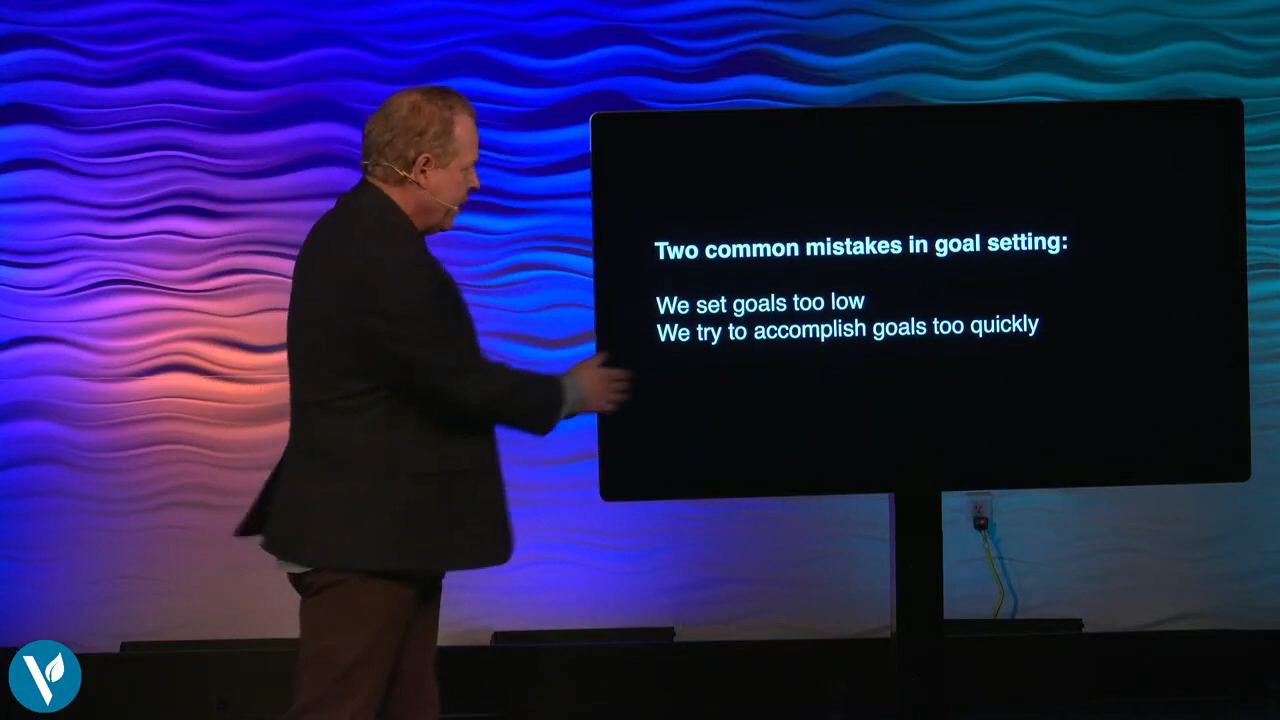 Two common mistakes in goal setting:
We set goals too low
We try to accomplish goals too quickly